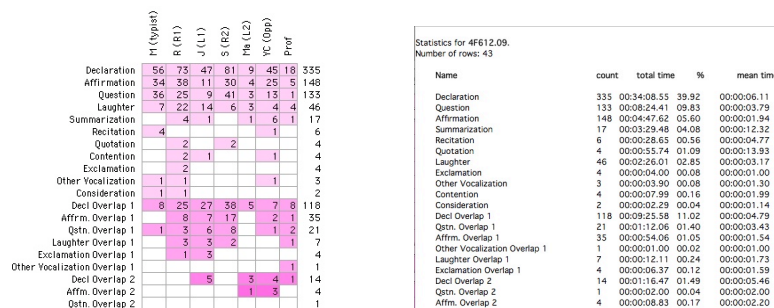 M (typist) R (R1) J (L1) S (R2) Ma (L2) YC (Opp) Prof
Declaration 56 73 47 81 9 45 18 335
Affirmation 34 38 11 30 4 25 5 148
Question 36 25 9 41 3 13 1 133
Laughter 7 22 14 6 3 4 4 46
Summarization 4 1 1 6 1 17
Recitation 4 1 6
Quotation 2 2 4
Contention 2 1 1 4
Exclamation 2 4
Other Vocalization 1 1 1 3
Consideration 1 1 2
Decl Overlap 1 8 25 27 38 5 7 8 118
Affrm. Overlap 1 8 7 17 2 1 35
Qstn. Overlap 1 1 3 6 8 1 2 21
Laughter Overlap 1 3 3 2 1 7
Exclamation Overlap 1 1 3 4
Other Vocalization Overlap 1 1 1
Decl Overlap 2 5 3 4 1 14
Affm. Overlap 2 1 3 4
Qstn. Overlap 2 1
Statistics for 4F612.09.
Number of rows: 43
Name count total time % mean tim
Declaration 335 00:34:08.55 39.92 00:00:06.11
Question 133 00:08:24.41 09.83 00:00:03.79
Affirmation 148 00:04:47.62 05.60 00:00:01.94
Summarization 17 00:03:29.48 04.08 00:00:12.32
Recitation 6 00:00:28.65 00.56 00:00:04.77
Quotation 4 00:00:55.74 01.09 00:00:13.93
Laughter 46 00:02:26.01 02.85 00:00:03.17
Exclamation 4 00:00:04.00 00.08 00:00:01.00
Other Vocalization 3 00:00:03.90 00.08 00:00:01.30
Contention 4 00:00:07.99 00.16 00:00:01.99
Consideration 2 00:00:02.29 00.04 00:00:01.14
Decl Overlap 1 118 00:09:25.58 11.02 00:00:04.79
Qstn. Overlap 1 21 00:01:12.06 01.40 00:00:03.43
Affm. Overlap 1 35 00:00:54.06 01.05 00:00:01.54
Other Vocalization Overlap 1 1 00:00:01.00 00.02 00:00:01.00
Laughter Overlap 1 7 00:00:12.11 00.24 00:00:01.73
Exclamation Overlap 1 4 00:00:06.37 00.12 00:00:01.59
Decl Overlap 2 14 00:01:16.47 01.49 00:00:05.46
Qstn. Overlap 2 1 00:00:02.00 00.04 00:00:02.00
Affm. Overlap 2 4 00:00:08.83 00.17 00:00:02.20